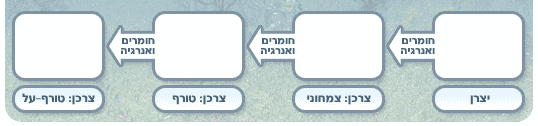 חומרים
ואנרגיה
חומרים
ואנרגיה
חומרים
ואנרגיה
יצרן
צרכן: צמחוני
צרכן: טורף
צרכן: טורף-על